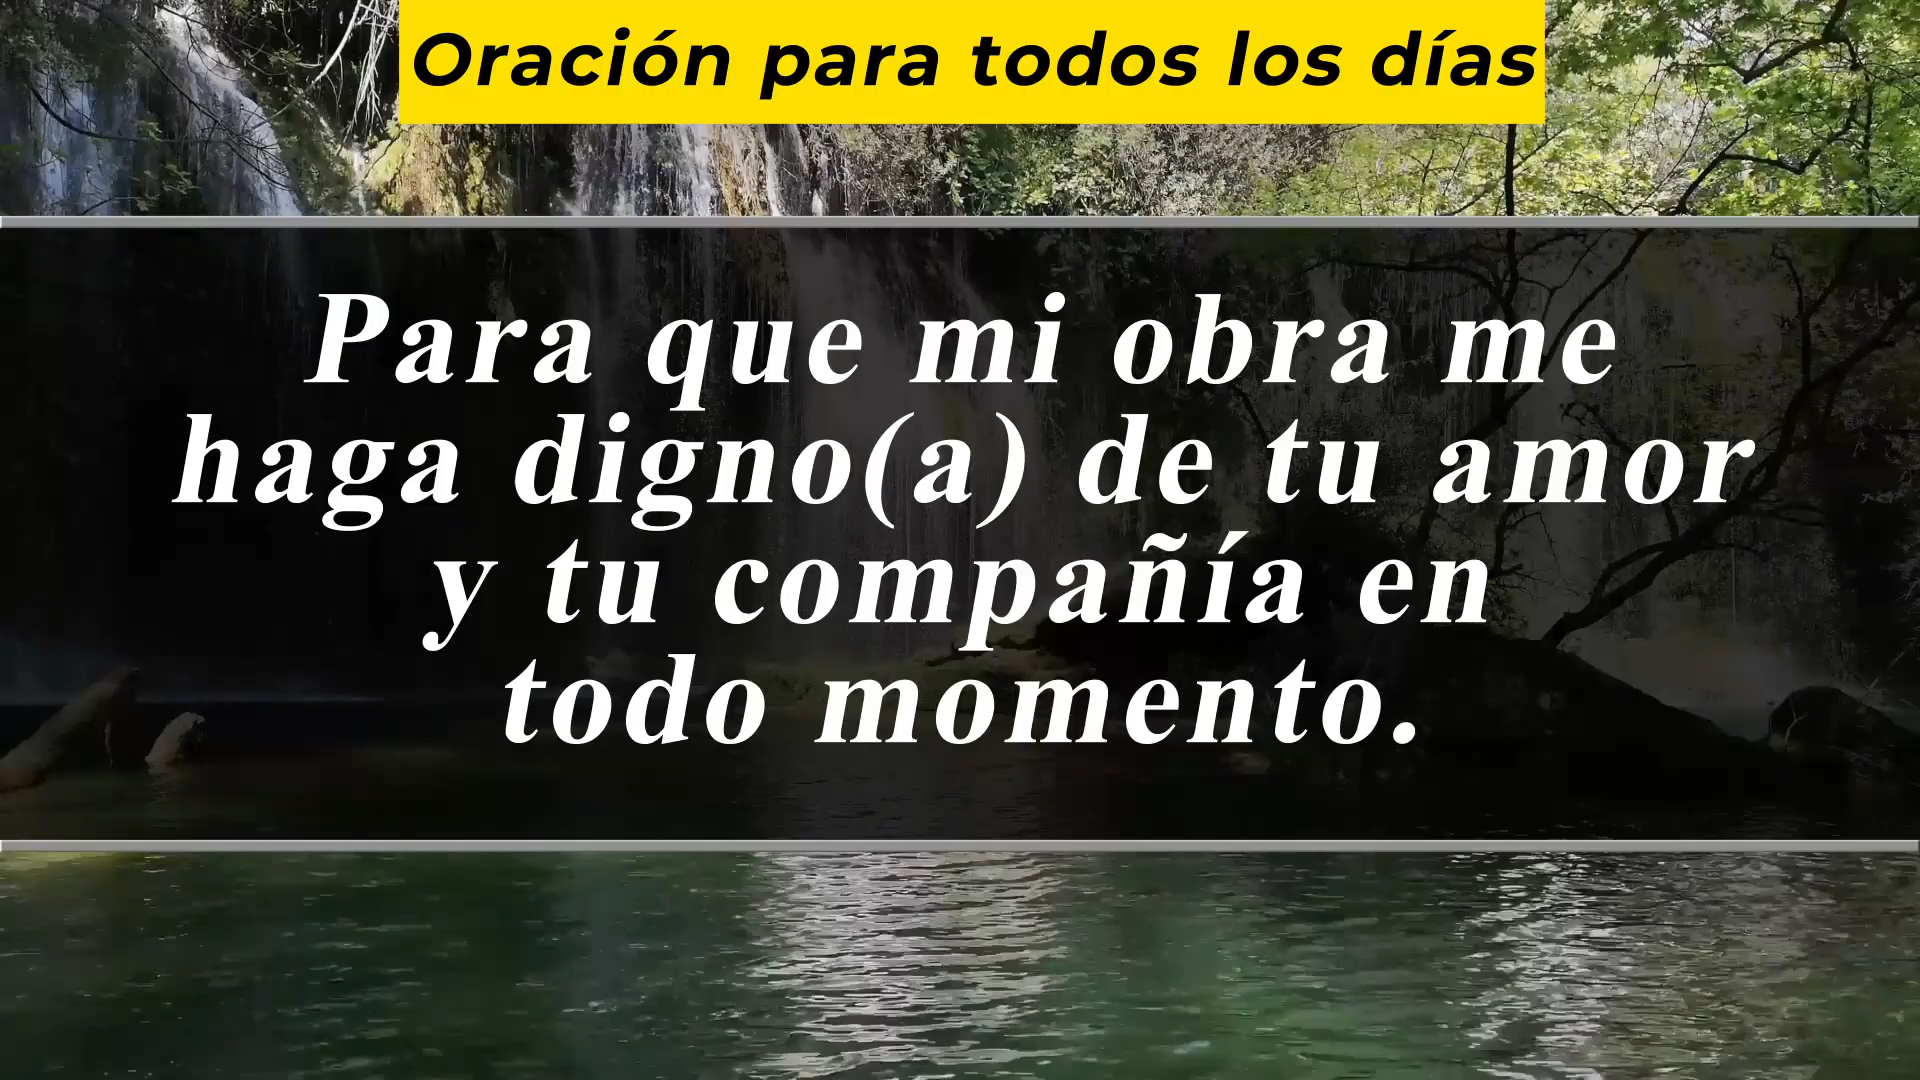 Oración para todos los días
Para que mi obra me
haga digno(a) de tu amor
y tu compañía en
todo momento.